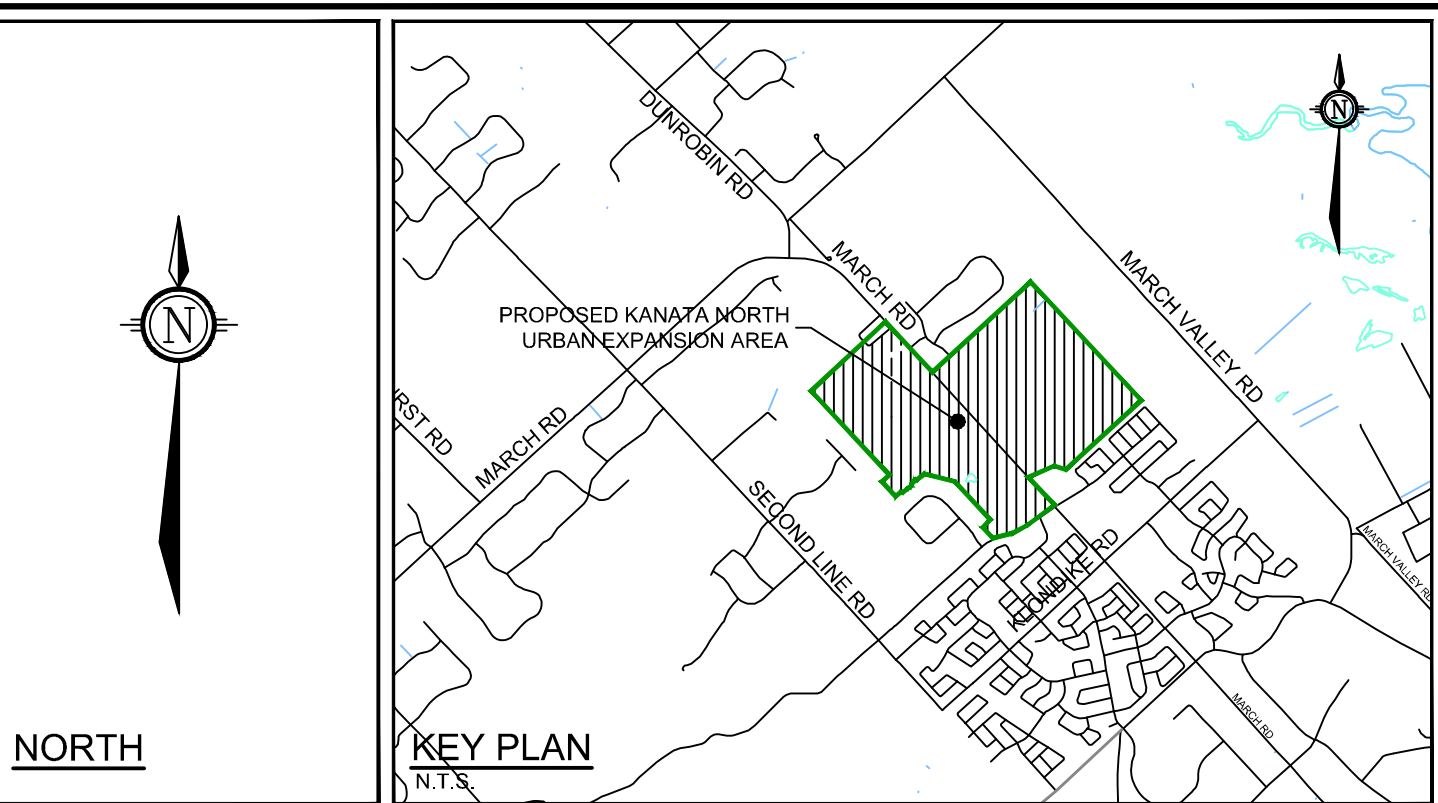 N
NORTH
N
DUNROBIN RD
MARCH RD
MARCH VALLEY RD
PROPOSED KANATA NORTH
URBAN EXPANSION AREA
RST RD
MARCH RD
SECOND LINE RD
KLONDIKE RD
MARCH VALLEY RD
MARCH RD
KEY PLAN
N.T.S.